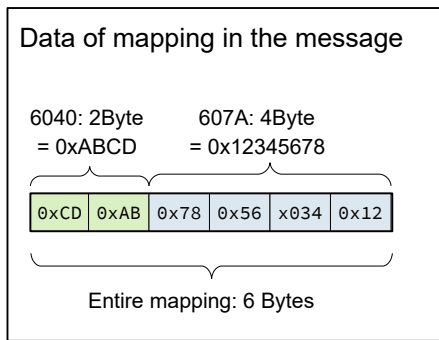 Data of mapping in the message
6040: 2Byte
= 0xABCD
607A: 4Byte
= 0x12345678
0xCD 0xAB 0x78 0x56 x034 0x12
Entire mapping: 6 Bytes